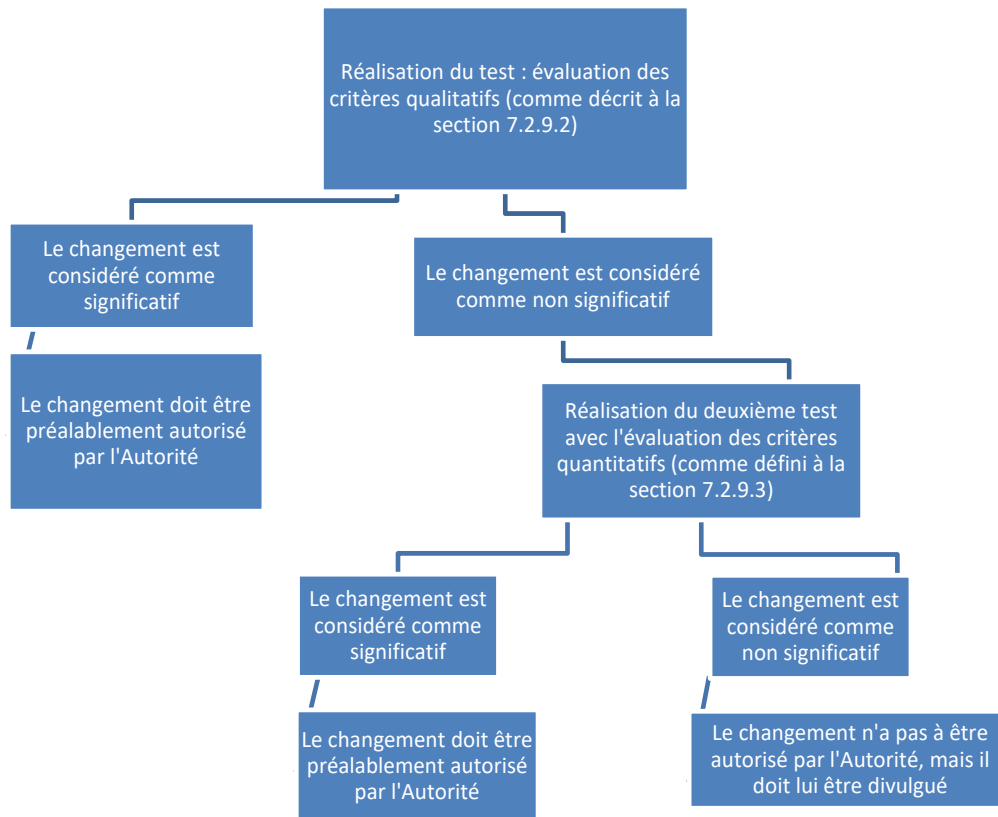 Réalisation du test : évaluation des
critères qualitatifs (comme décrit à la
section 7.2.9.2)
Le changement est
considéré comme
significatif
Le changement est considéré
comme non significatif
Le changement doit être
préalablement autorisé
par l'Autorité
Réalisation du deuxième test
avec l'évaluation des critères
quantitatifs (comme défini à la
section 7.2.9.3)
Le changement est
considéré comme
significatif
Le changement est
considéré comme
non significatif
Le changement doit être
préalablement autorisé
par l'Autorité
Le changement n'a pas à être
autorisé par l'Autorité, mais il
doit lui être divulgué